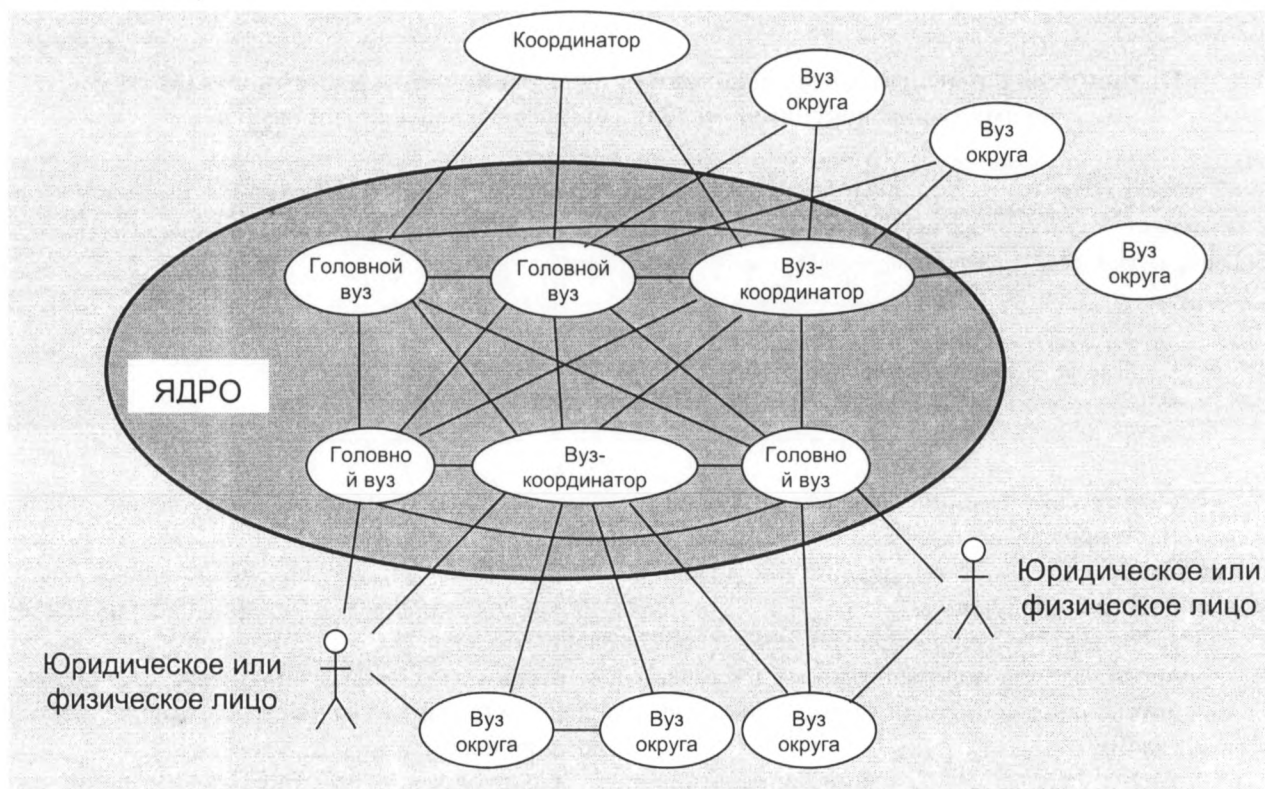 Координатор
Вуз
округа
Вуз
округа
Вуз
округа
Головной
вуз
Головной
вуз
Вуз-
координатор
ЯДРО
Головно
й вуз
Вуз-
координатор
Головно
й вуз
Юридическое или
физическое лицо
Юридическое или
физическое лицо
Вуз
округа
Вуз
округа
Вуз
округа